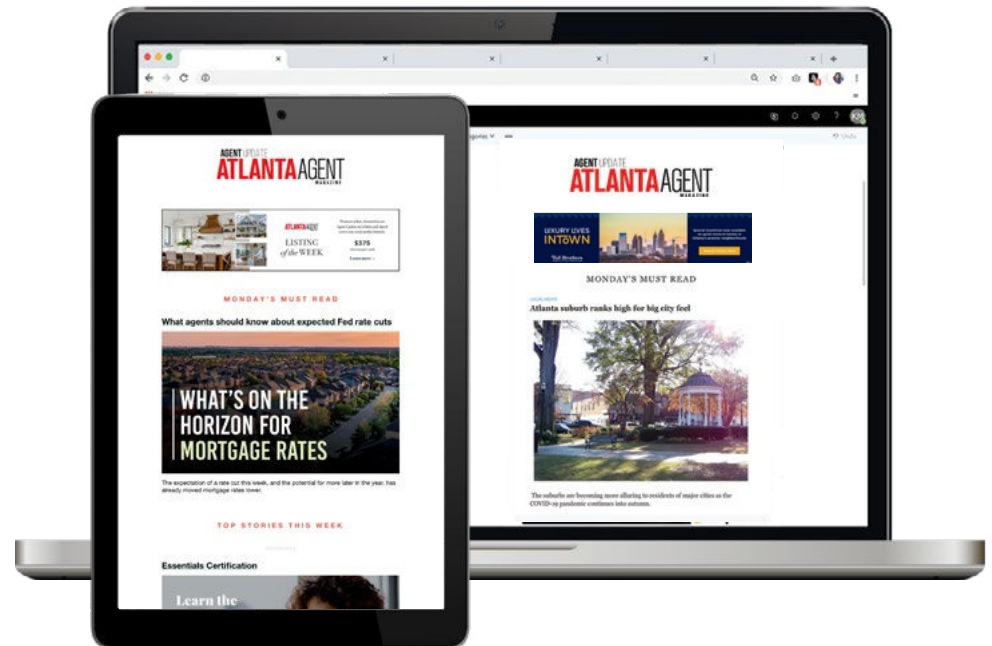 AGENT UPDATE
ATLANTA AGENT
MAGAZINE
ATLANTA AGENT
LISTING
of the WEEK
$375
Learn more
MONDAY'S MUST READ
What agents should know about expected Fed rate cuts
WHAT'S ON THE
HORIZON FOR
MORTGAGE RATES
The expectation of a rate cut this week, and the potential for more later in the year, has
already moved mortgage rates lower.
TOP STORIES THIS WEEK
Essentials Certification
Learn the
Undo
AGENT UPDATE
ATLANTA AGENT
MAGAZINE
LUXURY LIVES
INTOWN
Toll Brothers
MONDAY'S MUST READ
LOCAL NEWS
Atlanta suburb ranks high for big city feel
The suburbs are becoming more alluring to residents of major cities as the
COVID-19 pandemic continues into autumn.